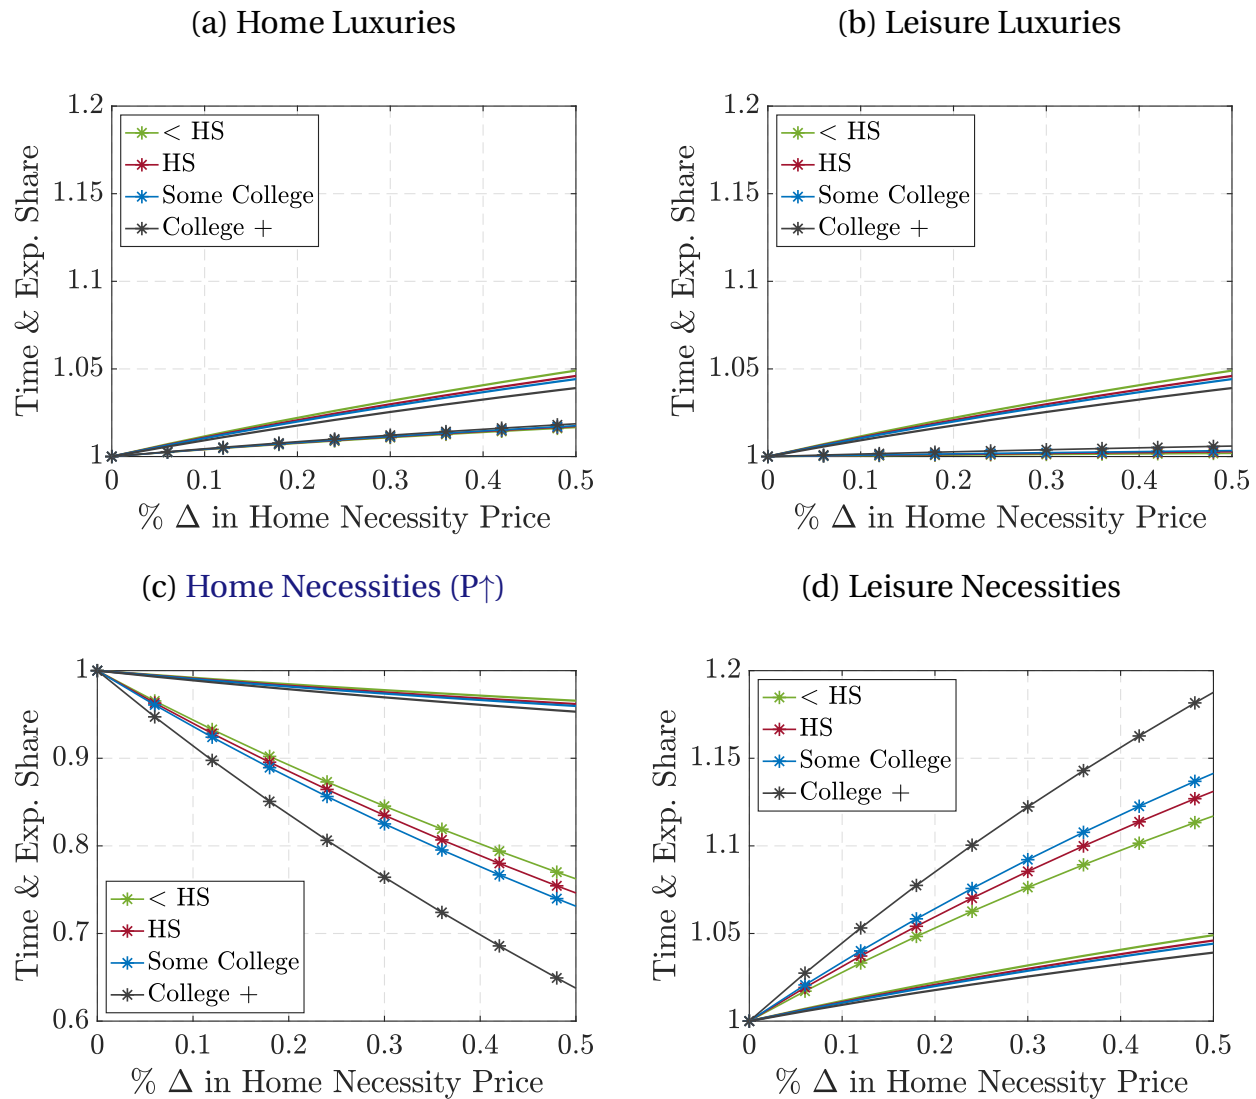 (a) Home Luxuries
Time & Exp. Share
1.2
1.15
1.1
1.05
1
< HS
HS
Some College
College +
0 0.1 0.2 0.3 0.4 0.5
% Δ in Home Necessity Price
(b) Leisure Luxuries
Time & Exp. Share
1.2
1.15
1.1
1.05
1
< HS
HS
Some College
College +
0 0.1 0.2 0.3 0.4 0.5
% Δ in Home Necessity Price
(c) Home Necessities (P↑)
Time & Exp. Share
1
0.9
0.8
0.7
0.6
< HS
HS
Some College
College +
0 0.1 0.2 0.3 0.4 0.5
% Δ in Home Necessity Price
(d) Leisure Necessities
Time & Exp. Share
1.2
1.15
1.1
1.05
1
< HS
HS
Some College
College +
0 0.1 0.2 0.3 0.4 0.5
% Δ in Home Necessity Price